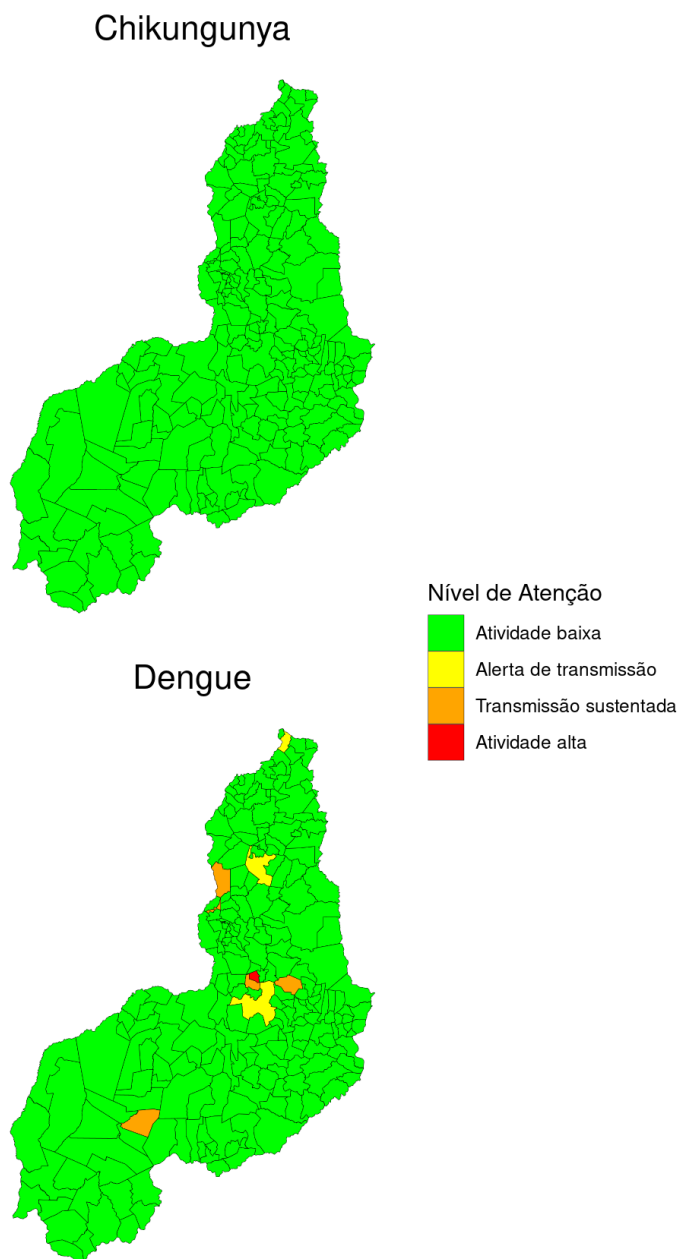 Chikungunya
Nível de Atenção
Atividade baixa
Alerta de transmissão
Transmissão sustentada
Atividade alta
Dengue